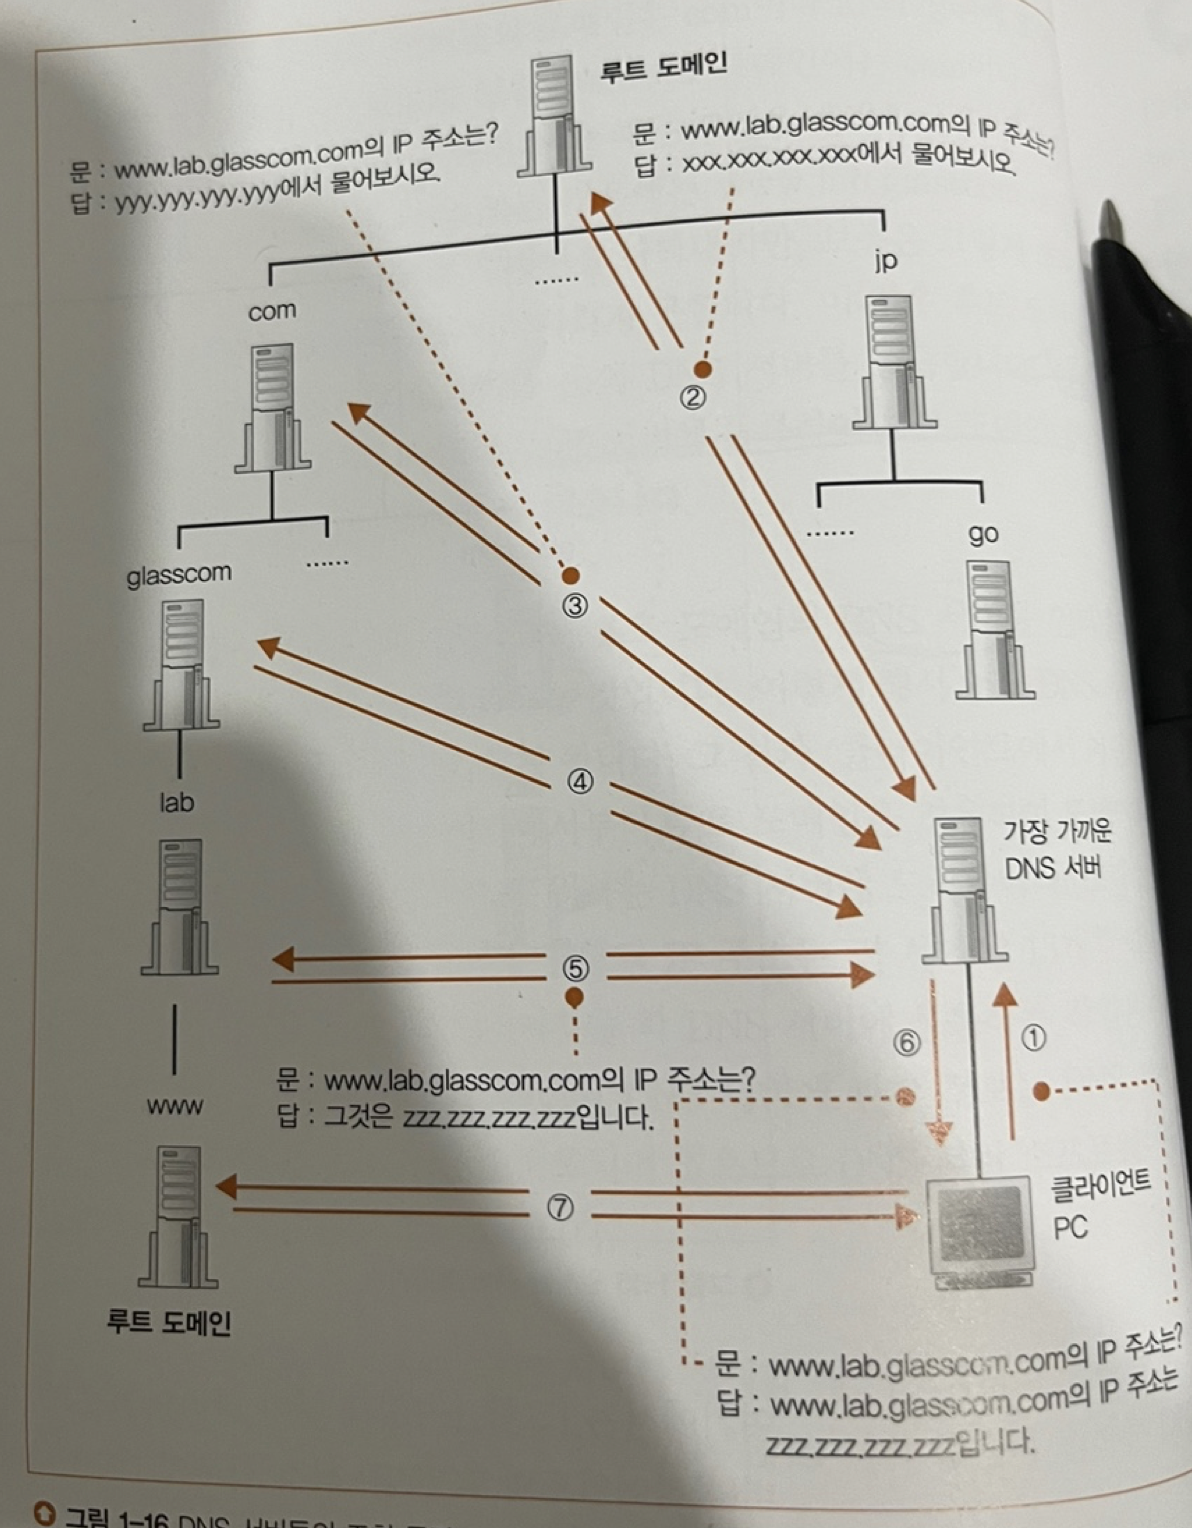 루트 도메인
문 : www.lab.glasscom.com의 IP 주소는?
답 : yyy.yyy.yyy.yyy에서 물어보시오.
문 : www.lab.glasscom.com의 IP 주소는?
답 : xxx.xxx.xxx.xxx에서 물어보시오.
......
jp
com
②
......
go
......
glasscom
③
④
lab
가장 가까운
DNS 서버
⑤
⑥
①
문 : www.lab.glasscom.com의 IP 주소는?
답 : 그것은 zzz.zzz.zzz.zzz입니다.
www
⑦
클라이언트
PC
루트 도메인
문 : www.lab.glasscom.com의 IP 주소는?
답 : www.lab.glasscom.com의 IP 주소는
zzz.zzz.zzz.zzz입니다.
그림 1-16 DNS 서버들의